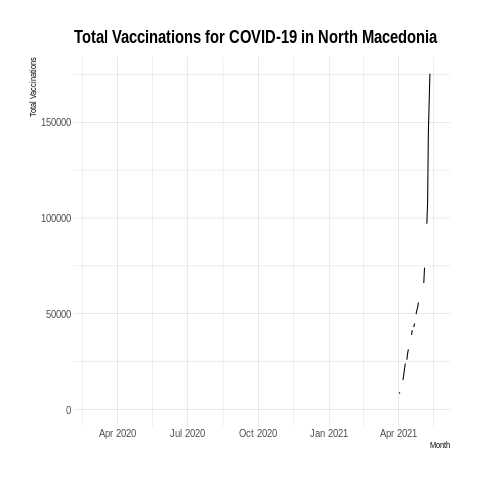 Total Vaccinations for COVID-19 in North Macedonia
Total Vaccinations
150000
100000
50000
0
Apr 2020 Jul 2020 Oct 2020 Jan 2021 Apr 2021
Month